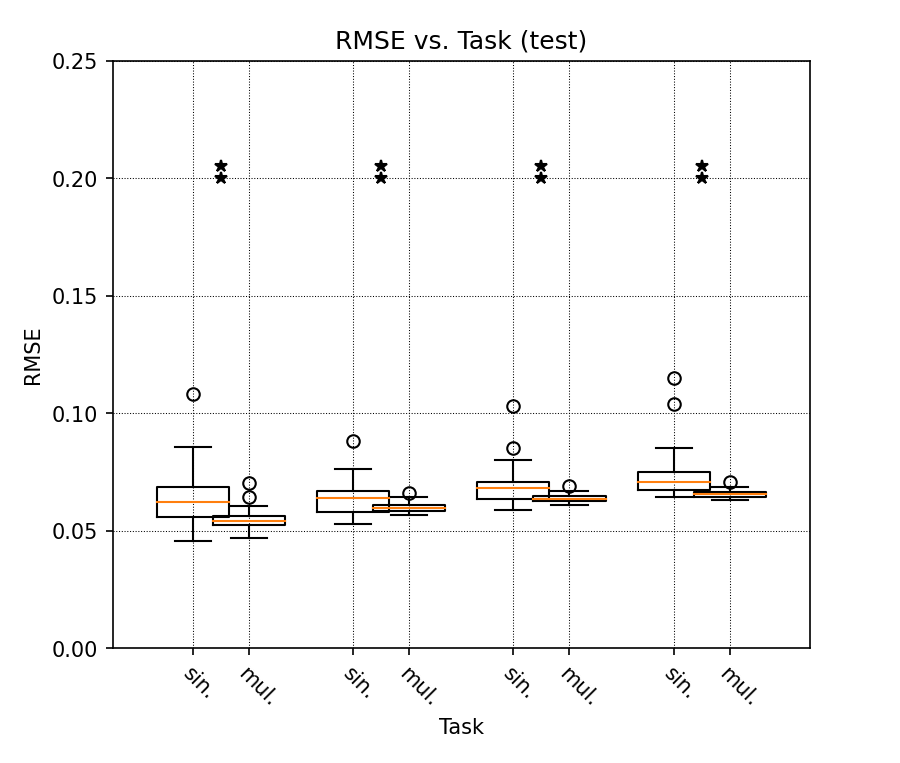 RMSE vs. Task (test)
0.25
0.20
0.15
0.10
0.05
0.00
RMSE
sin. mul. sin. mul. sin. mul. sin. mul.
Task